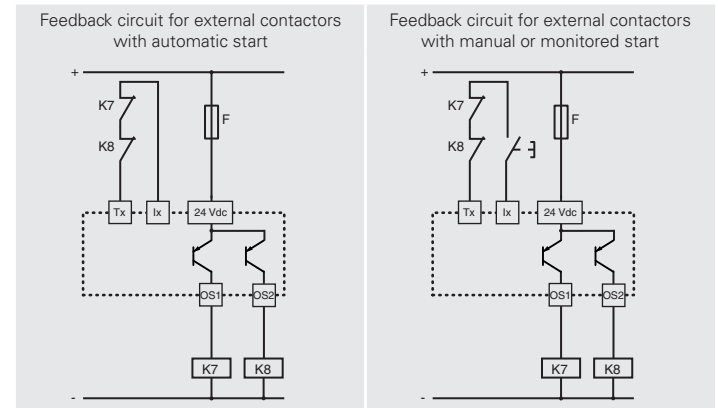 Feedback circuit for external contactors
with automatic start
+
K7
K8
F
Tx
Ix
24 Vdc
OS1
OS2
K7
K8
-
Feedback circuit for external contactors
with manual or monitored start
+
K7
K8
F
Tx
Ix
24 Vdc
OS1
OS2
K7
K8
-